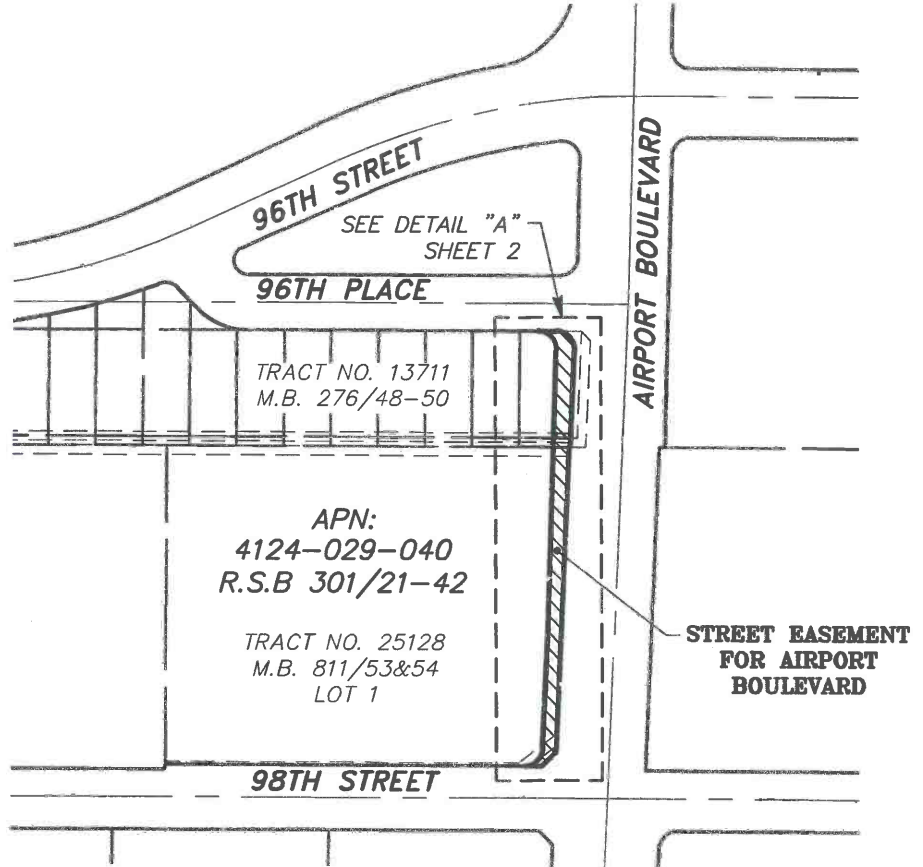 96TH STREET
SEE DETAIL "A"
SHEET 2
AIRPORT BOULEVARD
96TH PLACE
TRACT NO. 13711
M.B. 276/48-50
APN:
4124-029-040
R.S.B 301/21-42
TRACT NO. 25128
M.B. 811/53&54
LOT 1
STREET EASEMENT
FOR AIRPORT
BOULEVARD
98TH STREET